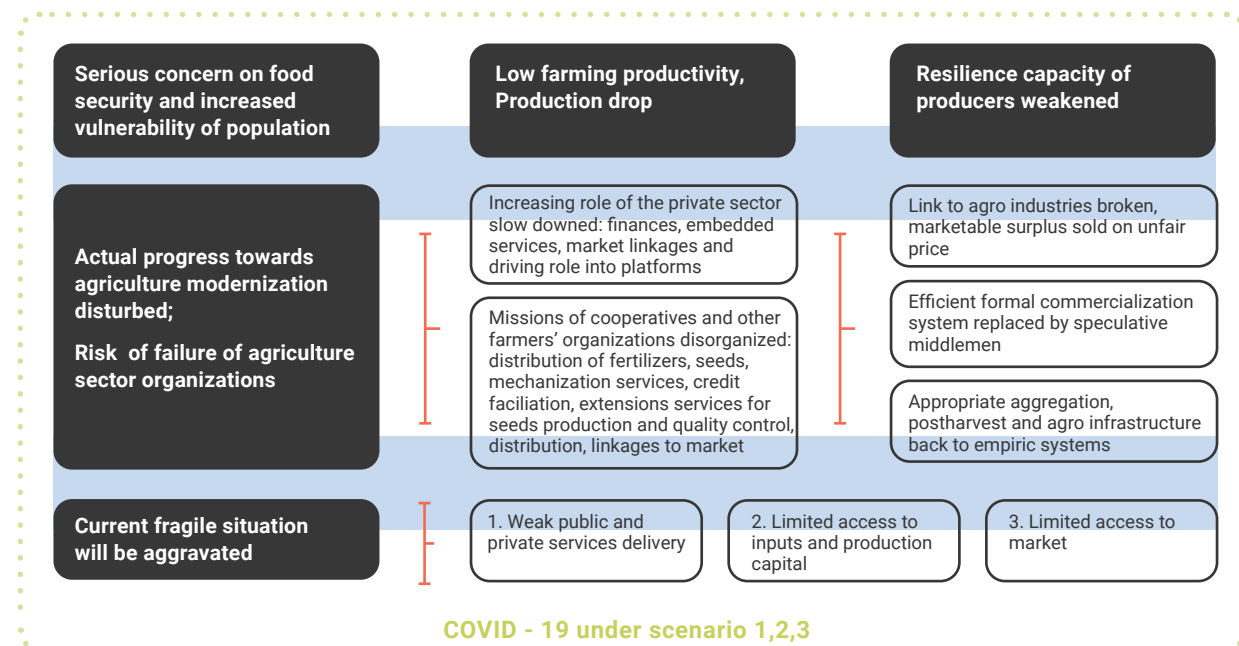 Serious concern on food
security and increased
vulnerability of population
Low farming productivity,
Production drop
Resilience capacity of
producers weakened
Actual progress towards
agriculture modernization
disturbed;
Risk of failure of agriculture
sector organizations
Increasing role of the private sector
slow downed: finances, embedded
services, market linkages and
driving role into platforms
Missions of cooperatives and other
farmers’ organizations disorganized:
distribution of fertilizers, seeds,
mechanization services, credit
faciliation, extensions services for
seeds production and quality control,
distribution, linkages to market
Link to agro industries broken,
marketable surplus sold on unfair
price
Efficient formal commercialization
system replaced by speculative
middlemen
Appropriate aggregation,
postharvest and agro infrastructure
back to empiric systems
Current fragile situation
will be aggravated
1. Weak public and
private services delivery
2. Limited access to
inputs and production
capital
3. Limited access to
market
COVID - 19 under scenario 1,2,3